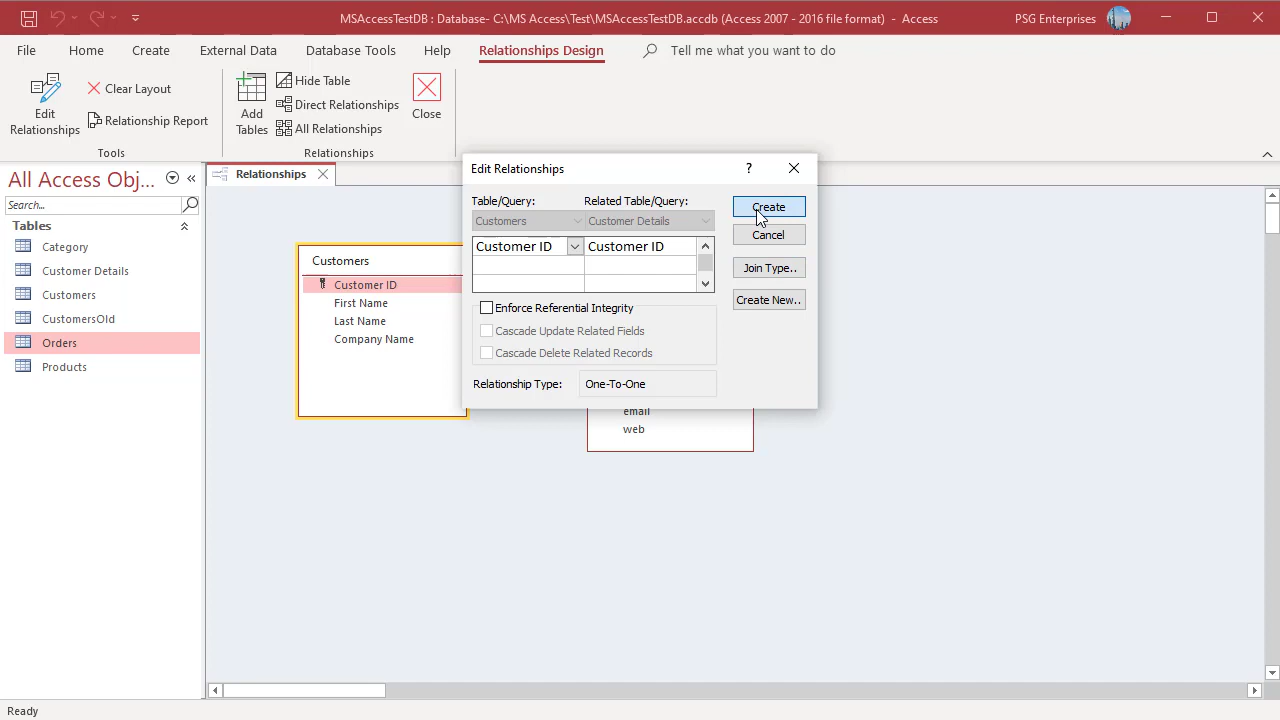 MSAccessTestDB : Database- C:\MS Access\Test\MSAccessTestDB.accdb (Access 2007 - 2016 file format) - Access
PSG Enterprises
File Home Create External Data Database Tools Help Relationships Design Tell me what you want to do
Edit
Relationships
Clear Layout
Relationship Report
Tools
Add
Tables
Hide Table
Direct Relationships
All Relationships
Relationships
Close
All Access Obj...
Search...
Tables
Category
Customer Details
Customers
CustomersOld
Orders
Products
Relationships
Customers
Customer ID
First Name
Last Name
Company Name
Edit Relationships
?
Table/Query: Related Table/Query:
Customers Customer Details
Customer ID Customer ID
Enforce Referential Integrity
Cascade Update Related Fields
Cascade Delete Related Records
Relationship Type: One-To-One
Create
Cancel
Join Type..
Create New..
email
web
Ready